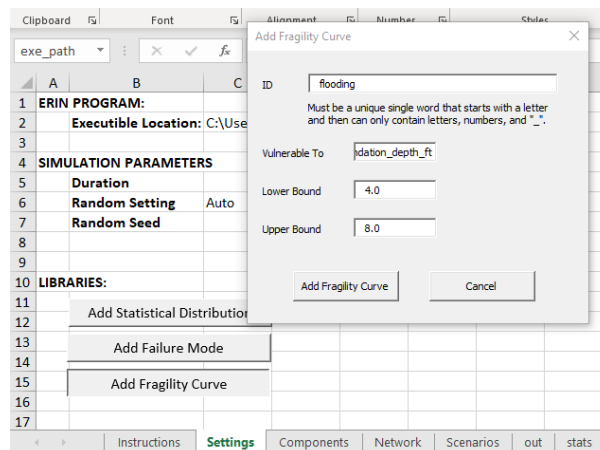 Clipboard Font Alignment Number Styles
exe_path fx
Add Fragility Curve
A B C
1 ERIN PROGRAM:
2 Executible Location: C:\Use
3
4 SIMULATION PARAMETERS
5 Duration
6 Random Setting Auto
7 Random Seed
8
9
10 LIBRARIES:
11
Add Statistical Distribution
12
13
Add Failure Mode
14
15
Add Fragility Curve
16
17
ID flooding
Must be a unique single word that starts with a letter
and then can only contain letters, numbers, and "_".
Vulnerable To ndation_depth_ft
Lower Bound 4.0
Upper Bound 8.0
Add Fragility Curve Cancel
Instructions Settings Components Network Scenarios out stats